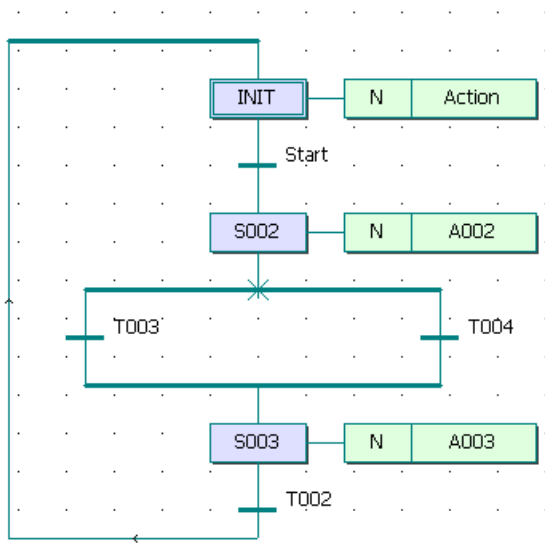 INIT N Action
Start
S002 N A002
T003 T004
S003 N A003
T002